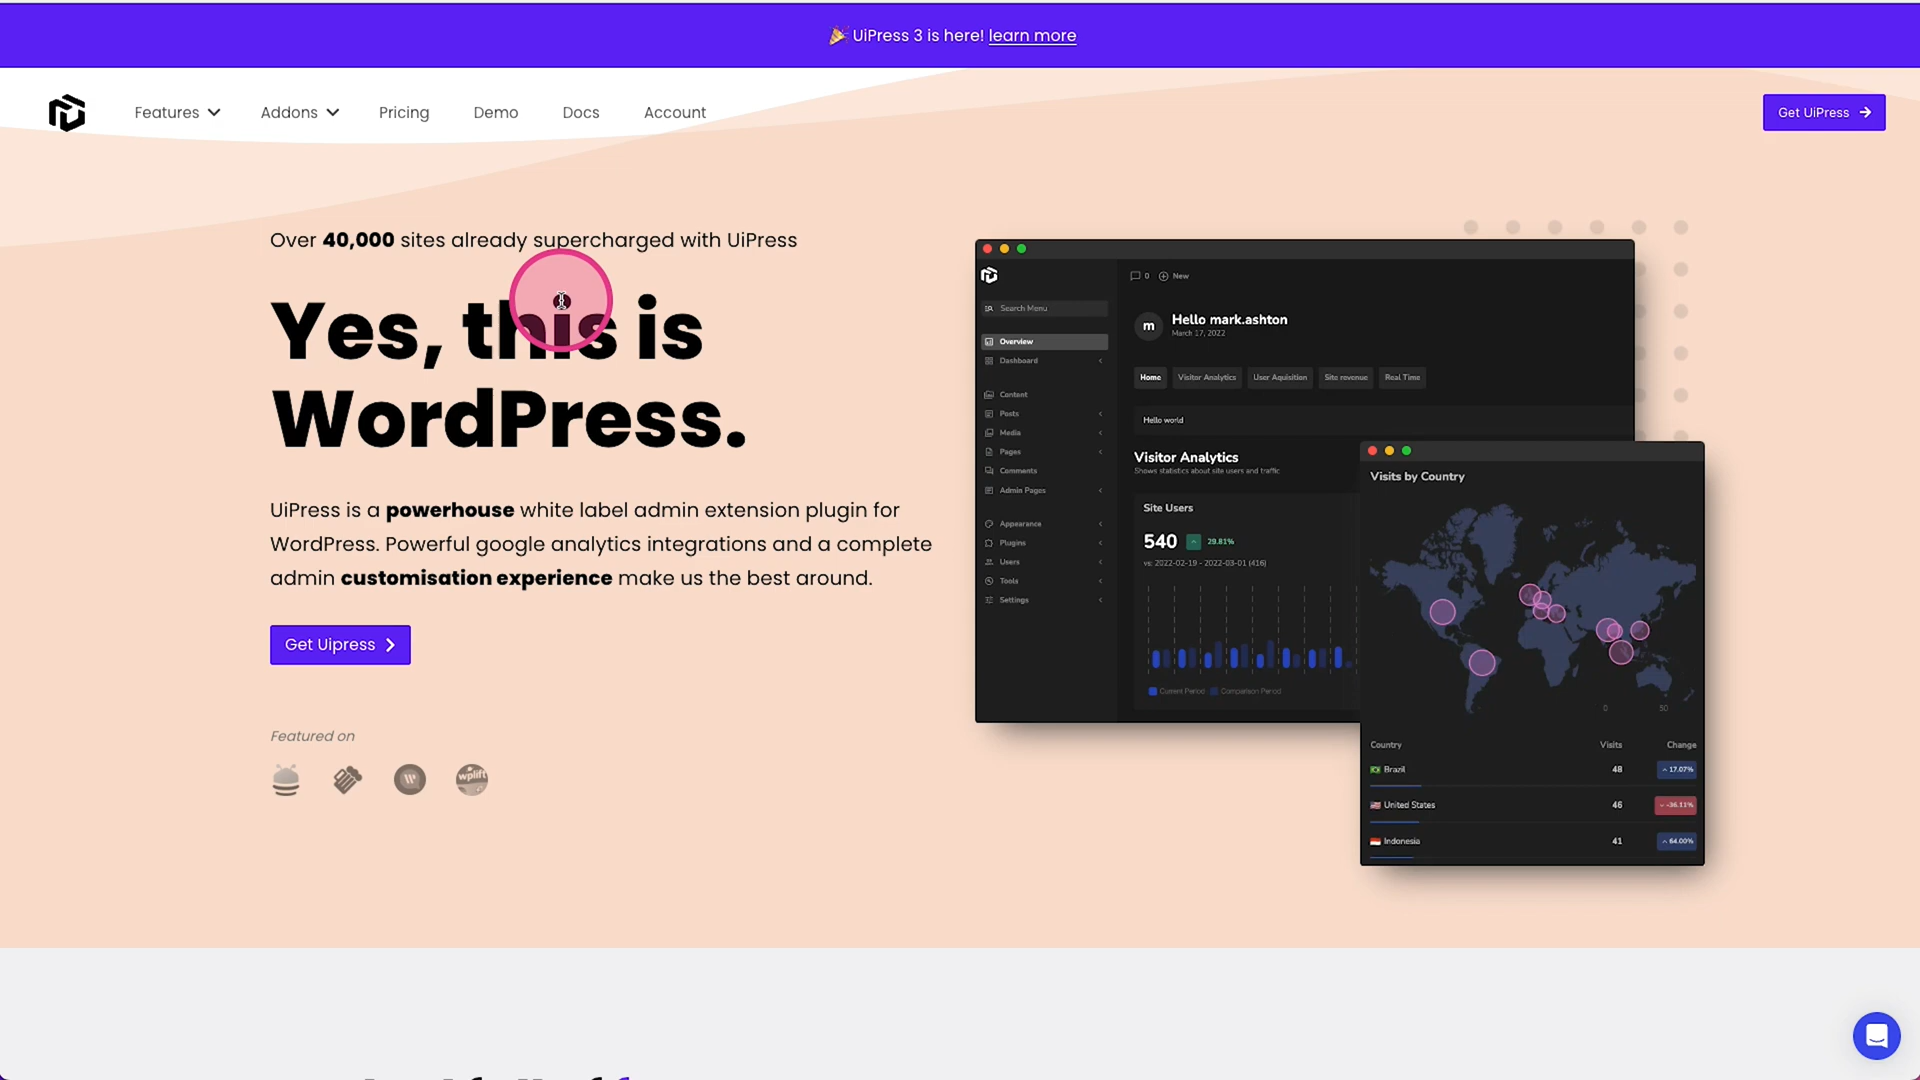 🎉 UiPress 3 is here! learn more
Features
Addons
Pricing
Demo
Docs
Account
Get UiPress
Over 40,000 sites already supercharged with UiPress
Yes, this is
WordPress.
UiPress is a powerhouse white label admin extension plugin for
WordPress. Powerful google analytics integrations and a complete
admin customisation experience make us the best around.
Get Uipress
Featured on
wplift
0 New
Search Menu
Overview
Dashboard
Content
Posts
Media
Pages
Comments
Admin Pages
Appearance
Plugins
Users
Tools
Settings
m
Hello mark.ashton
March 17, 2022
Home
Visitor Analytics
User Aquisition
Site revenue
Real Time
Hello world
Visitor Analytics
Shows statistics about site users and traffic
Site Users
540 29.81%
vs: 2022-02-19 - 2022-03-01 (416)
Current Period Comparison Period
Visits by Country
0 50
Country Visits Change
Brazil 48 17.07%
United States 46 -36.11%
Indonesia 41 64.00%